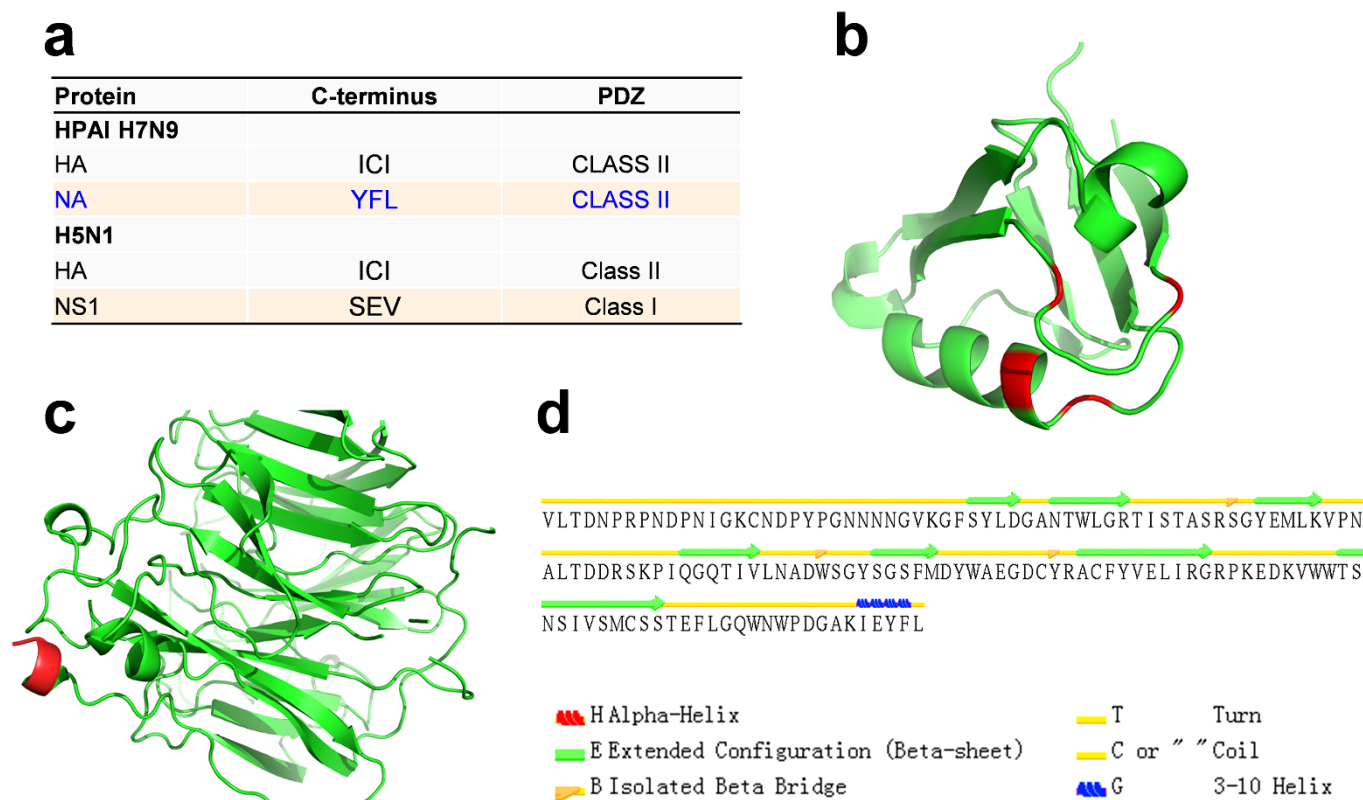 a
Protein C-terminus PDZ
HPAI H7N9
HA ICI CLASS II
NA YFL CLASS II
H5N1
HA ICI Class II
NS1 SEV Class I
b
c
d
VLTDNPRPNDPNIGKCNDPYPGNNNNGVKGFSYLDGANTWLGRTISTASRSGYEMLKVPN
ALTDDRSKPIQGQTIVLNADWSGYSGSFMDYWAEGDCYRACFYVELIRGRPKEDKVWWTS
NSIVSMCSSTEFLGQWNWPDGAKIEYFL
H Alpha-Helix
E Extended Configuration (Beta-sheet)
B Isolated Beta Bridge
T Turn
C or " " Coil
G 3-10 Helix